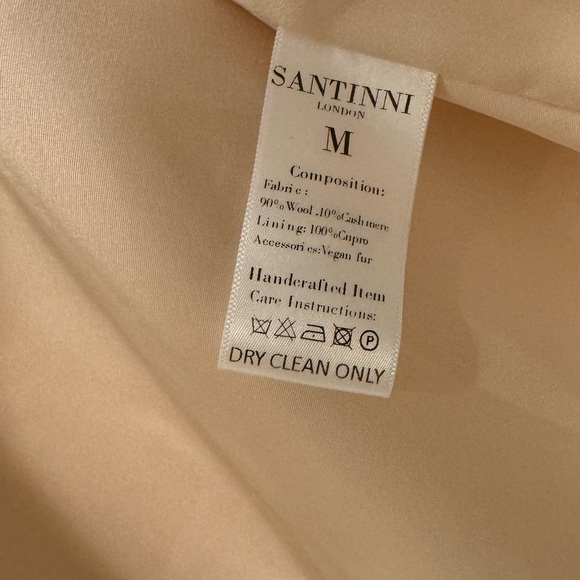 SANTINNI
LONDON
M
Composition:
Fabric:
90% Wool -10%Cashmere
Lining: 100%Cupro
Accessories:Vegan fur
Handcrafted Item
Care Instructions:
P
DRY CLEAN ONLY